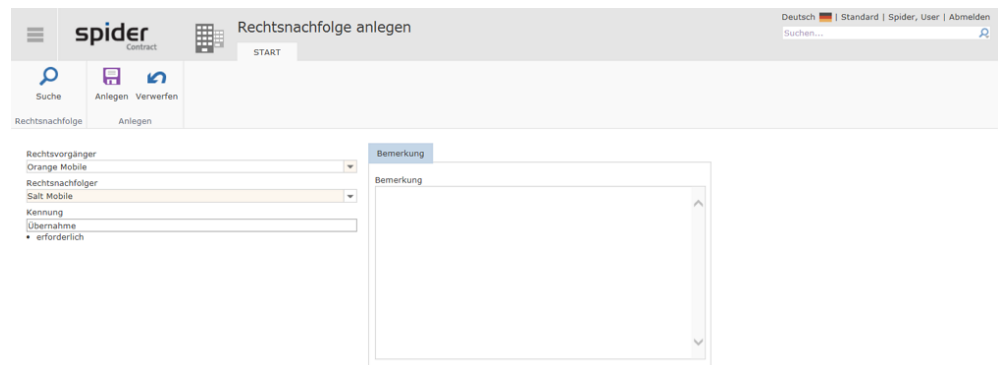 spider
Contract
Rechtsnachfolge anlegen
START
Deutsch | Standard | Spider, User | Abmelden
Suchen...
Suche
Anlegen Verwerfen
Rechtsnachfolge
Anlegen
Rechtsvorgänger
Orange Mobile
Rechtsnachfolger
Salt Mobile
Kennung
Übernahme
• erforderlich
Bemerkung
Bemerkung